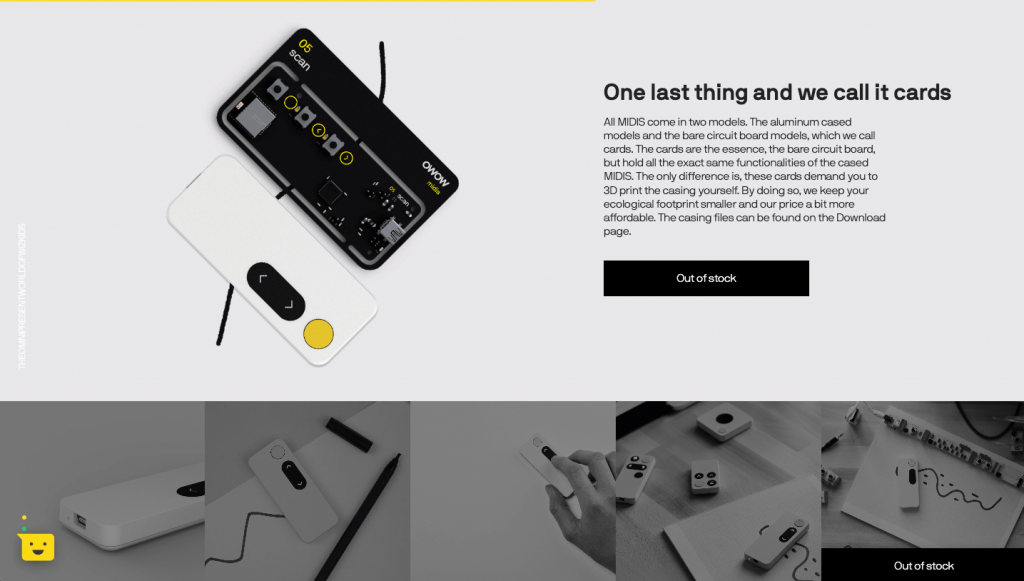 05
scan
OWOW
midis
05 scan
One last thing and we call it cards
All MIDIS come in two models. The aluminum cased
models and the bare circuit board models, which we call
cards. The cards are the essence, the bare circuit board,
but hold all the exact same functionalities of the cased
MIDIS. The only difference is, these cards demand you to
3D print the casing yourself. By doing so, we keep your
ecological footprint smaller and our price a bit more
affordable. The casing files can be found on the Download
page.
Out of stock
Out of stock